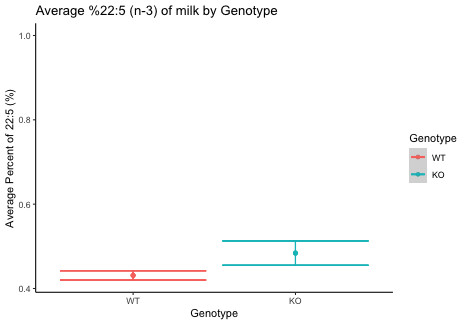 Average %22:5 (n-3) of milk by Genotype
1.0
0.8
0.6
0.4
Average Percent of 22:5 (%)
WT
KO
Genotype
Genotype
WT
KO